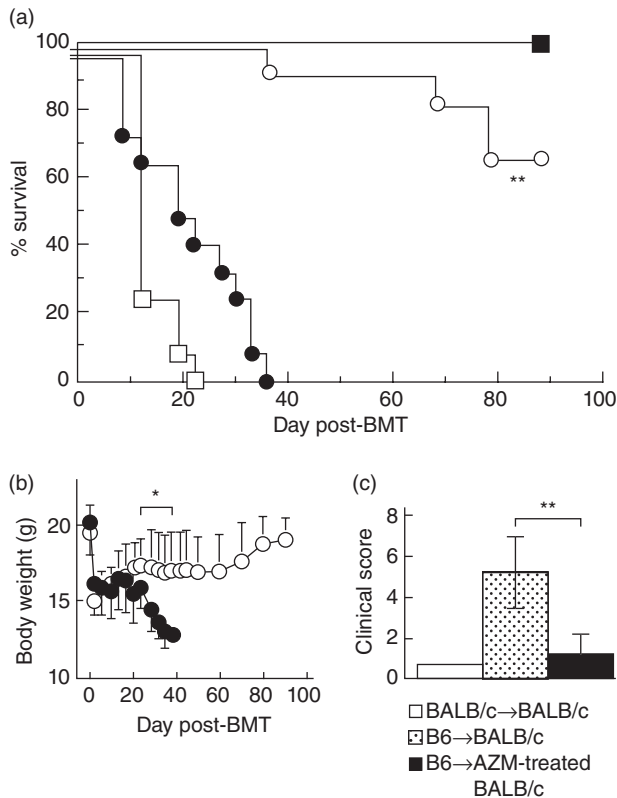 (a)
100
80
60
40
20
0
% survival
**
0 20 40 60 80 100
Day post-BMT
(b)
20
15
10
Body weight (g)
*
0 20 40 60 80 100
Day post-BMT
(c)
8
6
4
2
0
Clinical score
**
BALB/c→BALB/c
B6→BALB/c
B6→AZM-treated
BALB/c